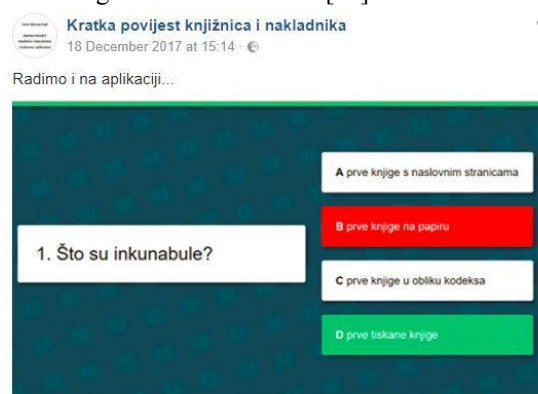 Kratka povijest knjižnica i nakladnika
18 December 2017 at 15:14 ·
Radimo i na aplikaciji...
1. Što su inkunabule?
A prve knjige s naslovnim stranicama
B prve knjige na papiru
C prve knjige u obliku kodeksa
D prve tiskane knjige